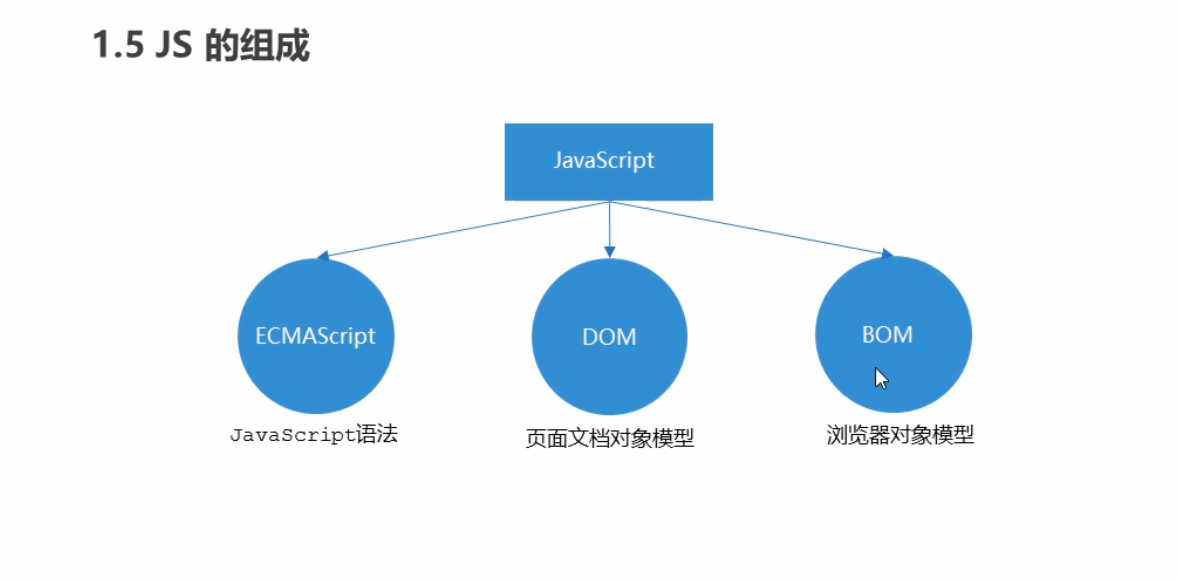 1.5 JS 的组成
JavaScript
ECMAScript
DOM
BOM
JavaScript语法
页面文档对象模型
浏览器对象模型